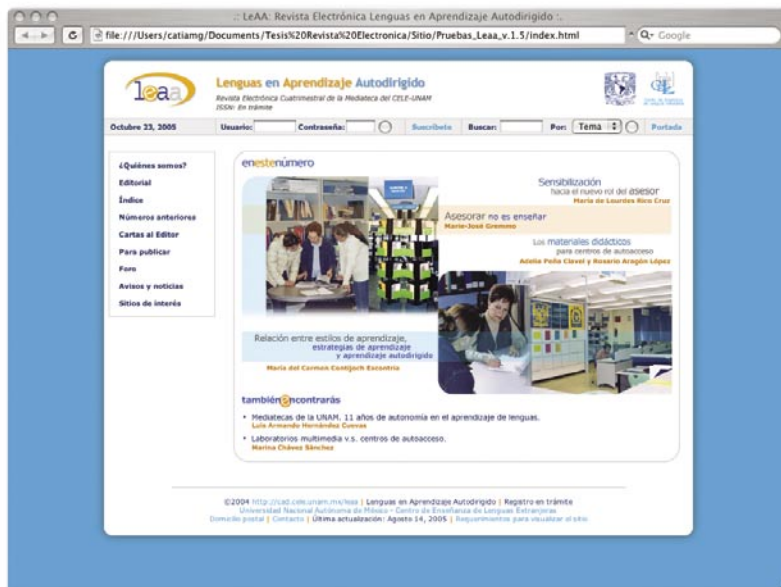 .: LeAA: Revista Electrónica Lenguas en Aprendizaje Autodirigido :.
file:///Users/catiamg/Documents/Tesis%20Revista%20Electronica/Sitio/Pruebas_Leaa_v.1.5/index.html
Google
leaa
Lenguas en Aprendizaje Autodirigido
Revista Electrónica Cuatrimestral de la Mediateca del CELE-UNAM
ISSN: En trámite
Octubre 23, 2005 Usuario: Contraseña: Suscríbete Buscar: Por: Tema Portada
¿Quiénes somos?
Editorial
Índice
Números anteriores
Cartas al Editor
Para publicar
Foro
Avisos y noticias
Sitios de interés
enestenúmero
Sensibilización
hacia el nuevo rol del asesor
María de Lourdes Rico Cruz
Asesorar no es enseñar
Marie-José Gremmo
Los materiales didácticos
para centros de autoacceso
Adelia Peña Clavel y Rosario Aragón López
Relación entre estilos de aprendizaje,
estrategias de aprendizaje
y aprendizaje autodirigido
María del Carmen Contijoch Escontria
tambiénencontrarás
• Mediatecas de la UNAM, 11 años de autonomía en el aprendizaje de lenguas.
Luis Armando Hernández Cuevas
• Laboratorios multimedia v.s. centros de autoacceso.
Marina Chávez Sánchez
©2004 http://cad.cele.unam.mx/leaa | Lenguas en Aprendizaje Autodirigido | Registro en trámite
Universidad Nacional Autónoma de México - Centro de Enseñanza de Lenguas Extranjeras
Domicilio postal | Contacto | Última actualización: Agosto 14, 2005 | Requerimientos para visualizar el sitio